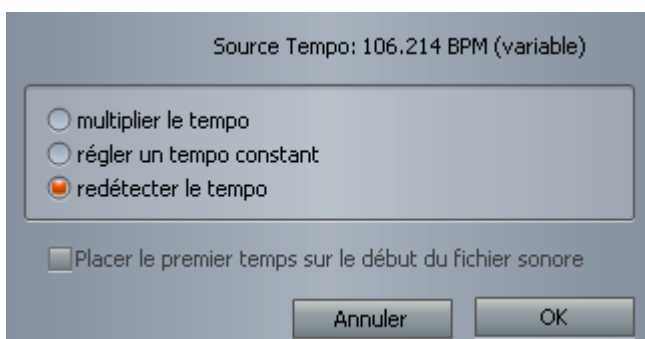 Source Tempo: 106.214 BPM (variable)
multiplier le tempo
régler un tempo constant
redétecter le tempo
Placer le premier temps sur le début du fichier sonore
Annuler OK